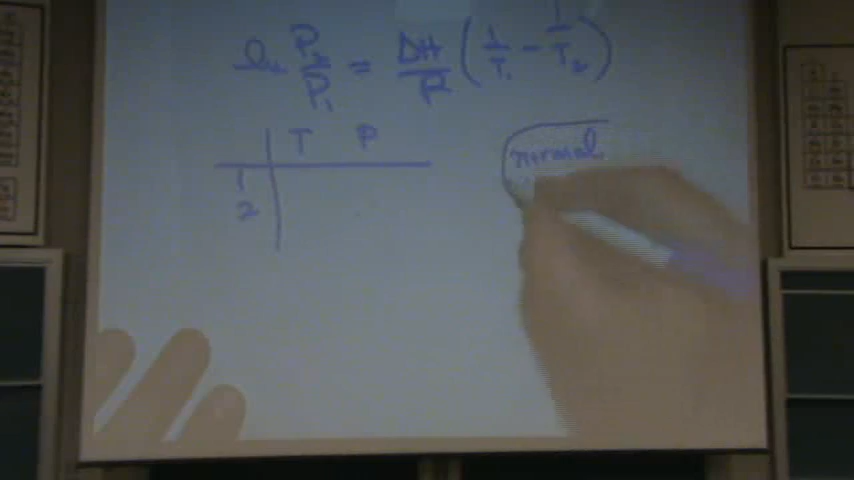 ln P₂/P₁ = ΔH/R (1/T₁ - 1/T₂)
T P
1
2
normal